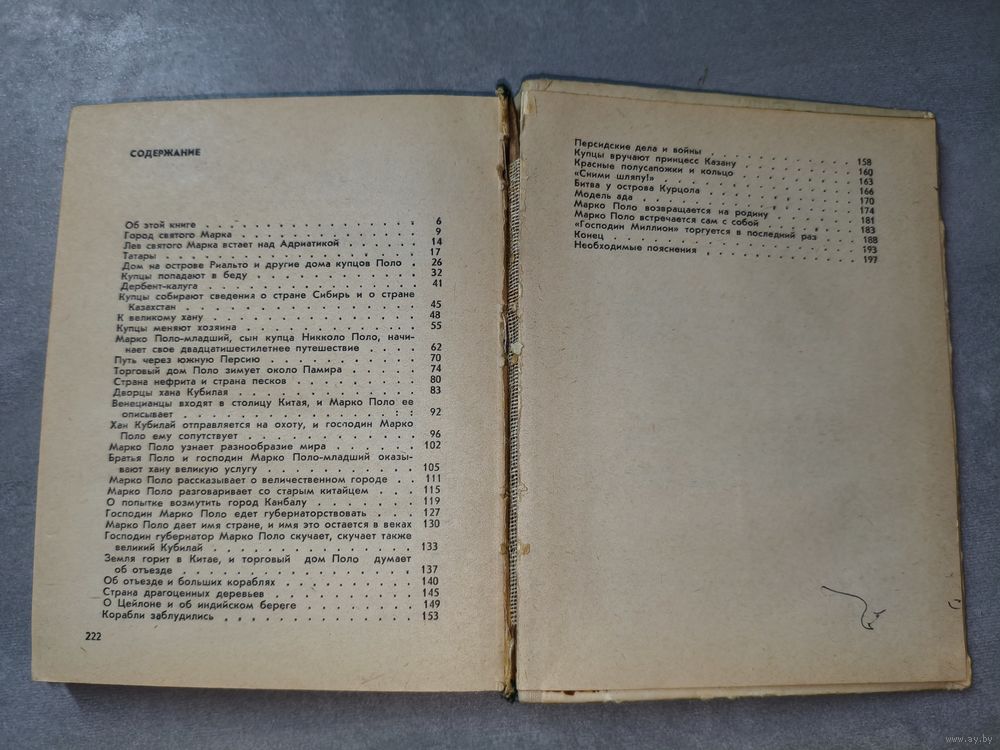 СОДЕРЖАНИЕ
Об этой книге . . . . . . . . . . 6
Город святого Марка . . . . . . . . . 9
Лев святого Марка встает над Адриатикой . . . . 14
Татары . . . . . . . . . . . . 17
Дом на острове Риальто и другие дома купцов Поло . 26
Купцы попадают в беду . . . . . . . . 32
Дербент-калуга . . . . . . . . . . 41
Купцы собирают сведения о стране Сибирь и о стране
Казахстан . . . . . . . . . . . 45
К великому хану . . . . . . . . . . 48
Купцы меняют хозяина . . . . . . . . 55
Марко Поло-младший, сын купца Никколо Поло, начи-
нает свое двадцатишестилетнее путешествие . . . . 62
Путь через южную Персию . . . . . . . 70
Торговый дом Поло зимует около Памира . . . . 74
Страна нефрита и страна песков . . . . . . 80
Дворцы хана Кубилая . . . . . . . . 83
Венецианцы входят в столицу Китая, и Марко Поло ее
описывает . . . . . . . . . . : : 92
Хан Кубилай отправляется на охоту, и господин Марко
Поло ему сопутствует . . . . . . . . 96
Марко Поло узнает разнообразие мира . . . . . 102
Братья Поло и господин Марко Поло-младший оказы-
вают хану великую услугу . . . . . . . 105
Марко Поло рассказывает о величественном городе . . 111
Марко Поло разговаривает со старым китайцем . . . 115
О попытке возмутить город Канбалу . . . . . 119
Господин Марко Поло едет губернаторствовать . . . 127
Марко Поло дает имя стране, и имя это остается в веках 130
Господин губернатор Марко Поло скучает, скучает также
великий Кубилай . . . . . . . . . 133
Земля горит в Китае, и торговый дом Поло думает
об отъезде . . . . . . . . . . . 137
Об отъезде и больших кораблях . . . . . . 140
Страна драгоценных деревьев . . . . . . . 145
О Цейлоне и об индийском береге . . . . . . 149
Корабли заблудились . . . . . . . . . 153
222
Персидские дела и войны . . . . . . . . 158
Купцы вручают принцесс Казану . . . . . . 160
Красные полусапожки и кольцо . . . . . . 163
«Сними шляпу!» . . . . . . . . . . 166
Битва у острова Курцола . . . . . . . . 170
Модель ада . . . . . . . . . . . 174
Марко Поло возвращается на родину . . . . . 181
Марко Поло встречается сам с собой . . . . . 183
«Господин Миллион» торгуется в последний раз . . . 188
Конец . . . . . . . . . . . . 193
Необходимые пояснения . . . . . . . . 197
www.ay.by